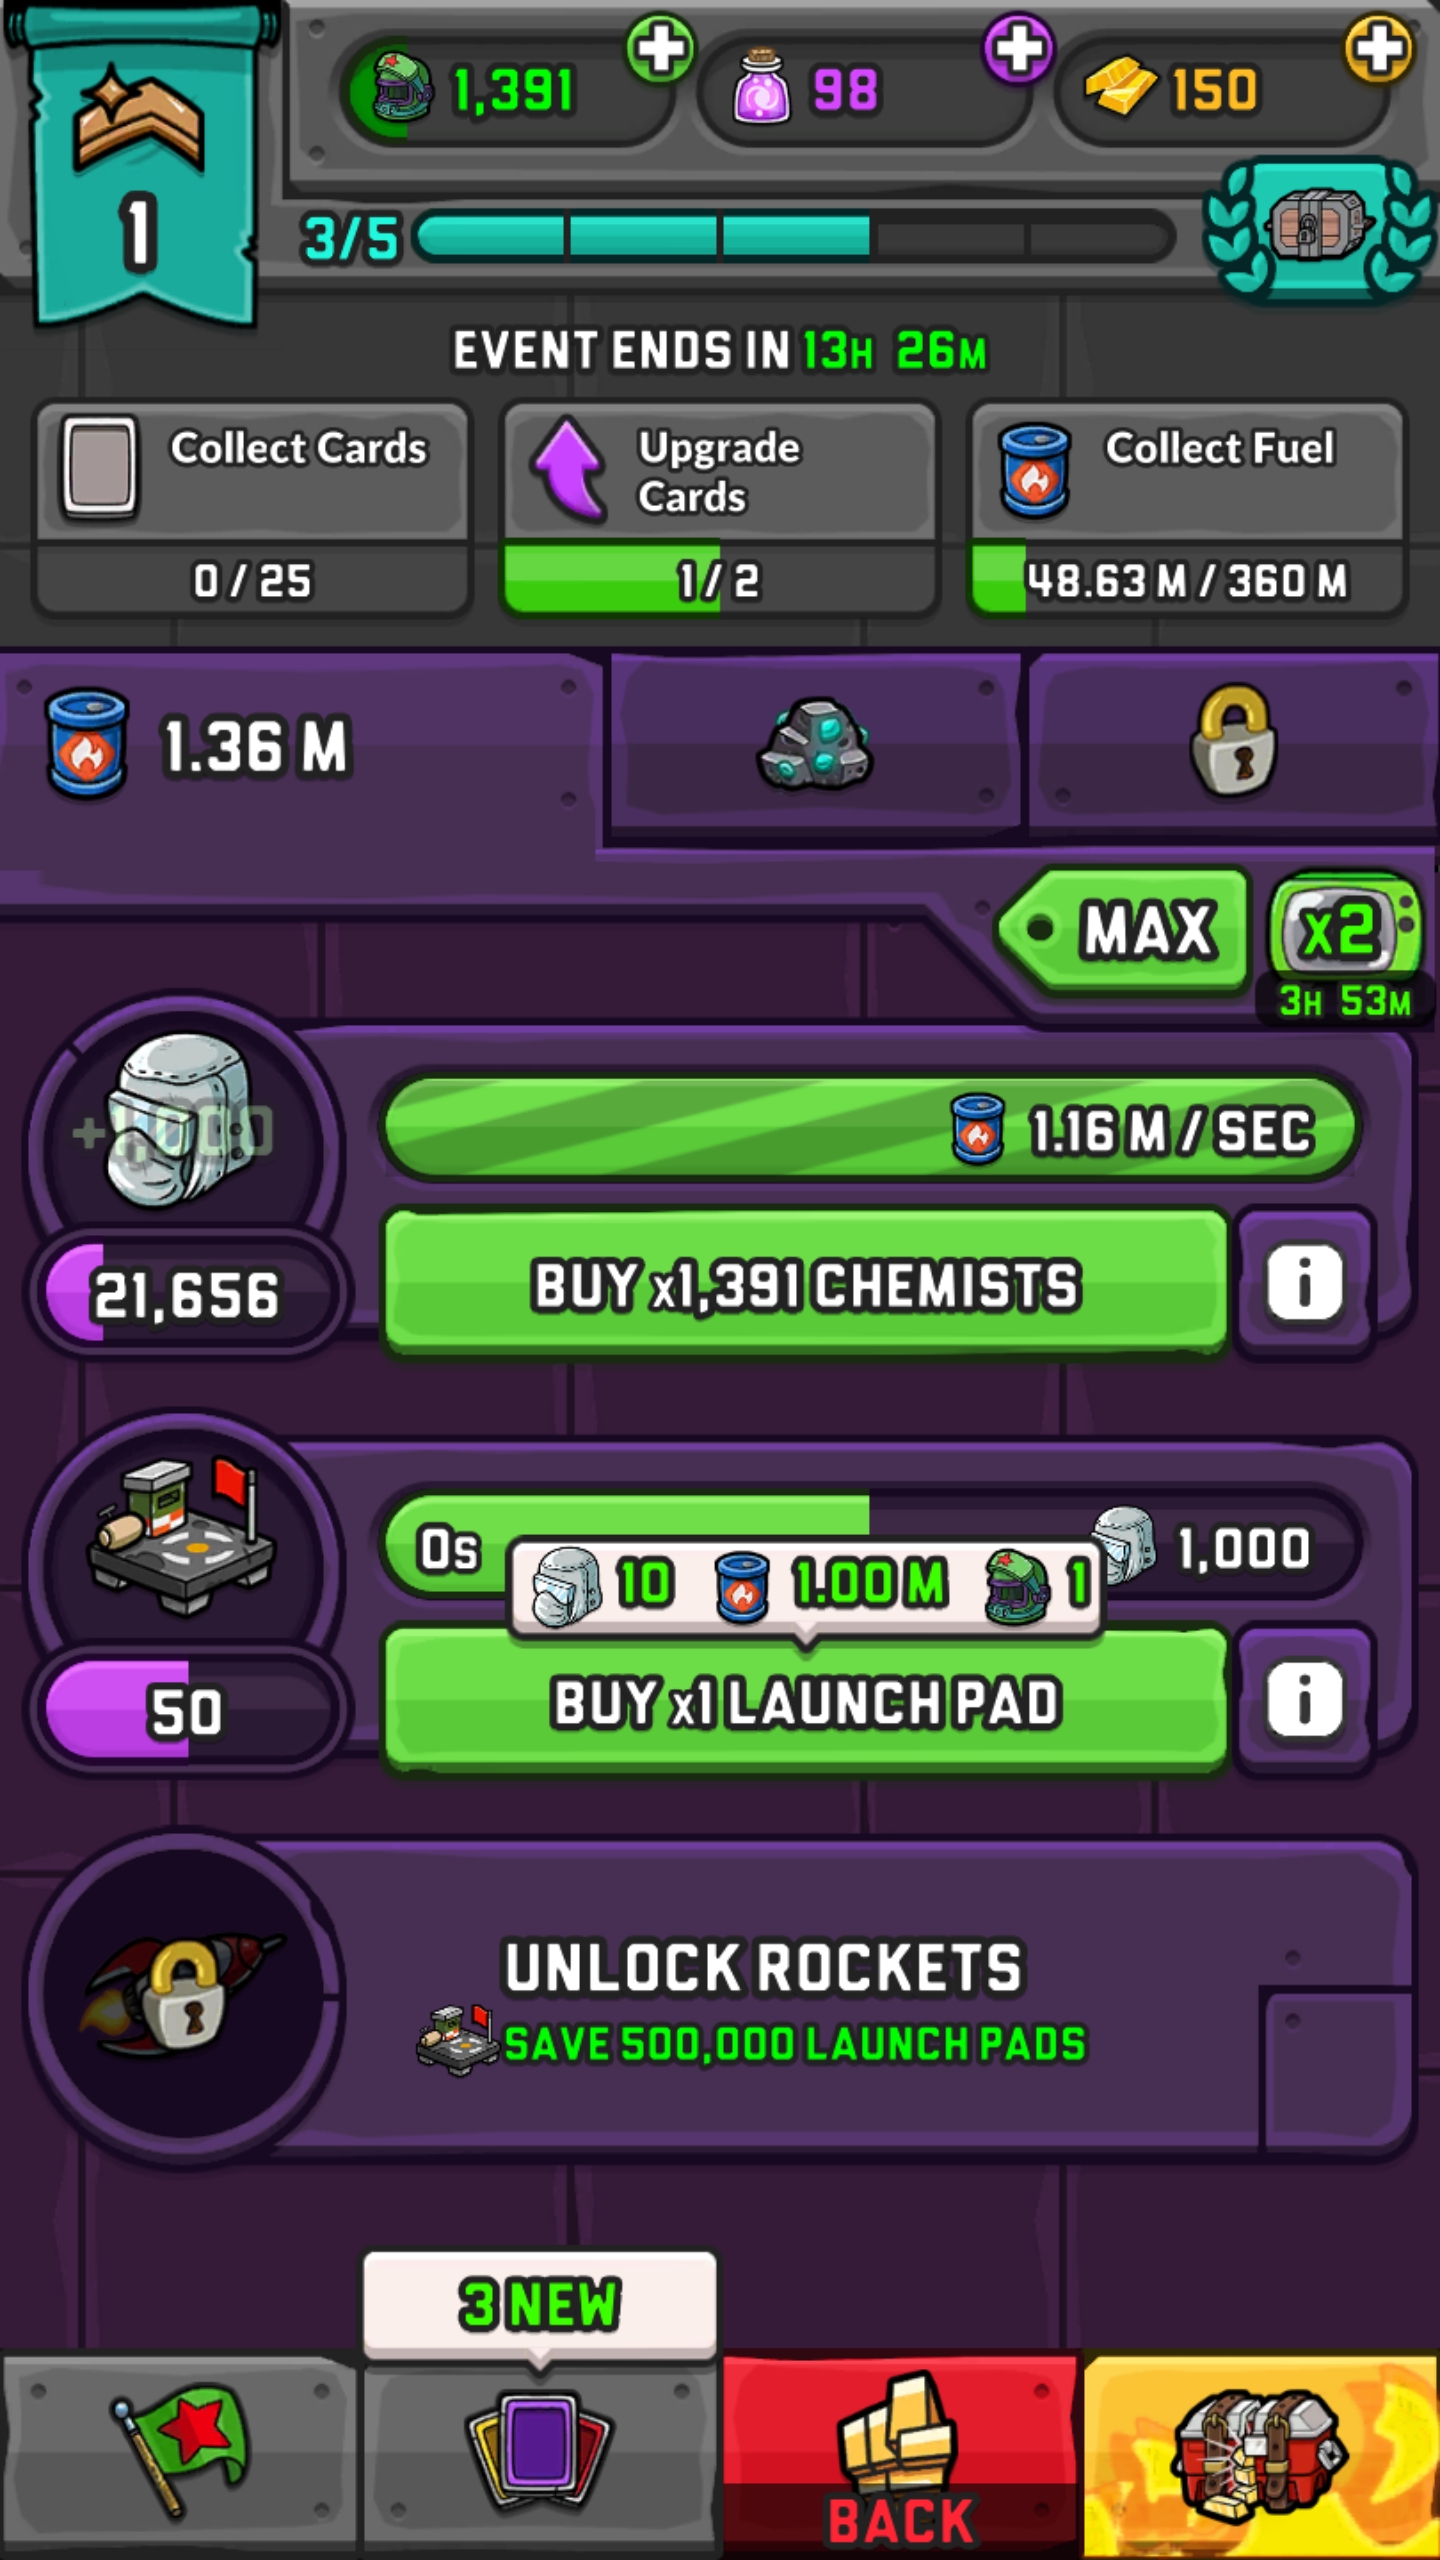 1,391
98
150
1
3/5
EVENT ENDS IN 13H 26M
Collect Cards
0 / 25
Upgrade
Cards
1 / 2
Collect Fuel
48.63 M / 360 M
1.36 M
MAX
x2
3H 53M
+1,000
1.16 M / SEC
21,656
BUY x1,391 CHEMISTS
i
0s
1,000
10
1.00 M
1
50
BUY x1 LAUNCH PAD
i
UNLOCK ROCKETS
SAVE 500,000 LAUNCH PADS
3 NEW
BACK